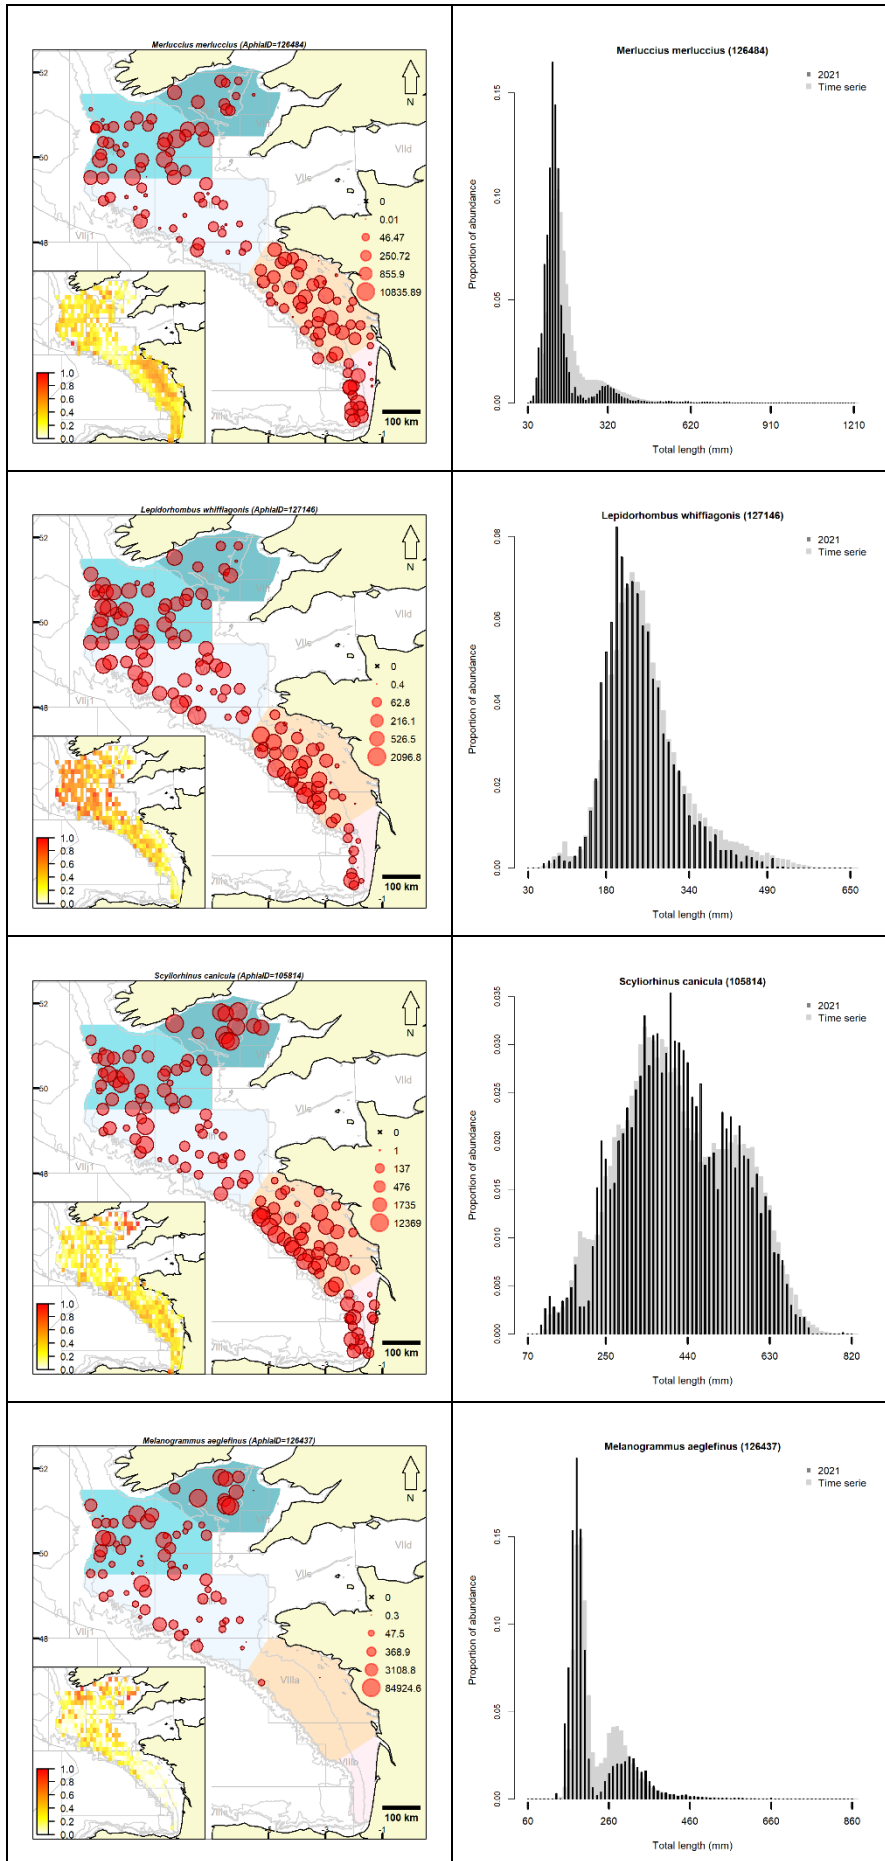 Merluccius merluccius (AphiaID=126484)
52
50
48
N
VIId
VIIe
VIIj1
0
0.01
46.47
250.72
855.9
10835.89
1.0
0.8
0.6
0.4
0.2
0.0
100 km
-1
Merluccius merluccius (126484)
2021
Time serie
Proportion of abundance
0.15
0.10
0.05
0.00
30
320
620
910
1210
Total length (mm)
Lepidorhombus whiffiagonis (AphiaID=127146)
52
50
48
N
VIId
VIIe
VIIj1
0
0.4
62.8
216.1
526.5
2096.8
1.0
0.8
0.6
0.4
0.2
0.0
100 km
-1
Lepidorhombus whiffiagonis (127146)
2021
Time serie
Proportion of abundance
0.08
0.06
0.04
0.02
0.00
30
180
340
490
650
Total length (mm)
Scyliorhinus canicula (AphiaID=105814)
52
50
48
N
VIId
VIIe
VIIj1
0
1
137
476
1735
12369
1.0
0.8
0.6
0.4
0.2
0.0
100 km
-1
Scyliorhinus canicula (105814)
2021
Time serie
Proportion of abundance
0.035
0.030
0.025
0.020
0.015
0.010
0.005
0.000
70
250
440
630
820
Total length (mm)
Melanogrammus aeglefinus (AphiaID=126437)
52
50
48
N
VIId
VIIe
VIIj1
VIIIa
VIIIb
0
0.3
47.5
368.9
3108.8
84924.6
1.0
0.8
0.6
0.4
0.2
0.0
100 km
-1
Melanogrammus aeglefinus (126437)
2021
Time serie
Proportion of abundance
0.15
0.10
0.05
0.00
60
260
460
660
860
Total length (mm)